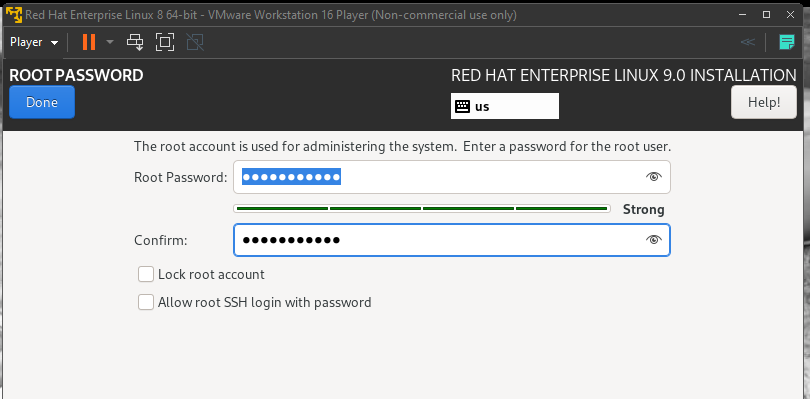 Red Hat Enterprise Linux 8 64-bit - VMware Workstation 16 Player (Non-commercial use only)
Player
ROOT PASSWORD
RED HAT ENTERPRISE LINUX 9.0 INSTALLATION
Done
us
Help!
The root account is used for administering the system. Enter a password for the root user.
Root Password: ●●●●●●●●●●●
Strong
Confirm: ●●●●●●●●●●●
Lock root account
Allow root SSH login with password